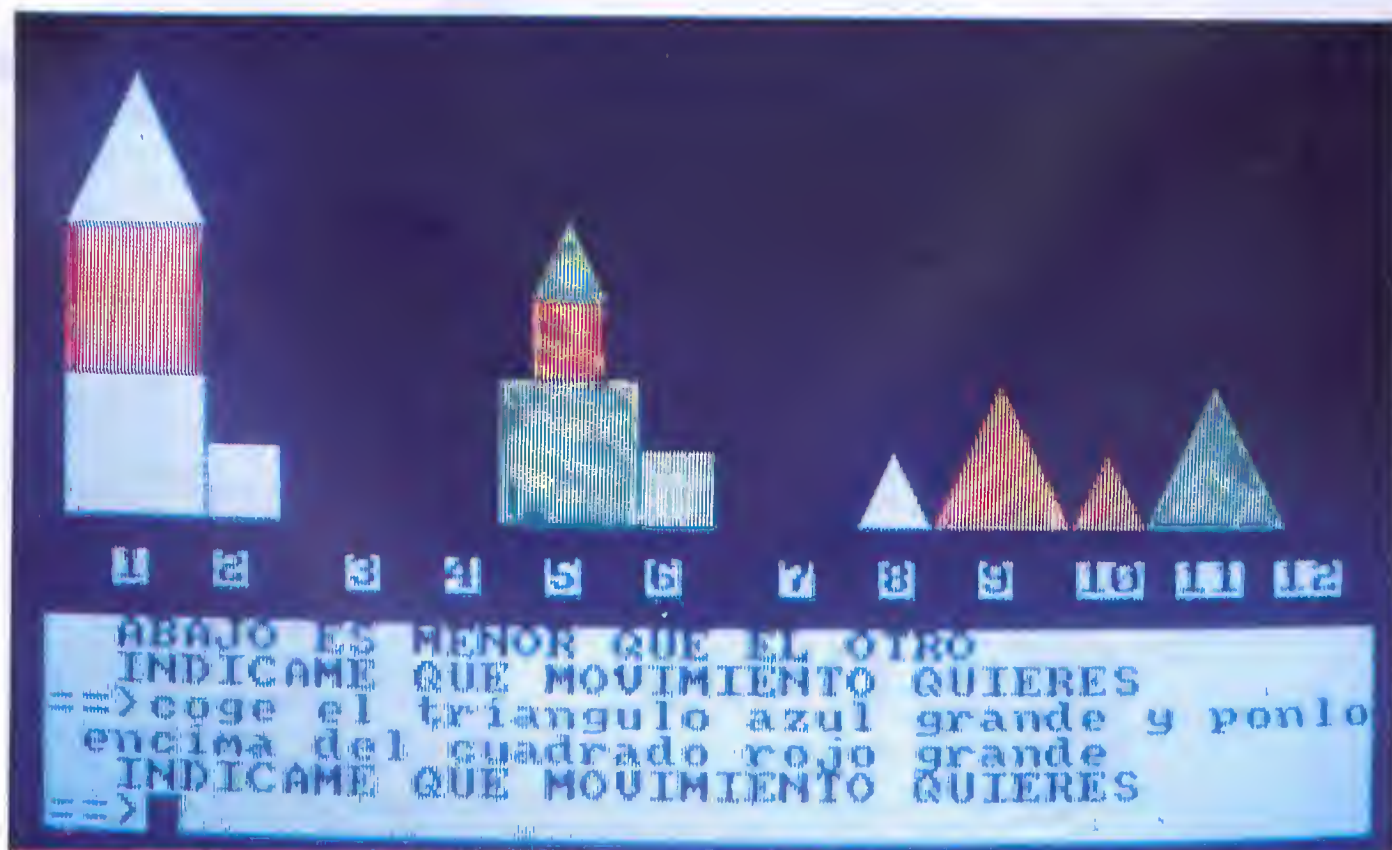 1 2 3 4 5 6 7 8 9 10 11 12
ABAJO ES MENOR QUE EL OTRO
INDICAME QUE MOVIMIENTO QUIERES
==>coge el triangulo azul grande y ponlo
encima del cuadrado rojo grande
INDICAME QUE MOVIMIENTO QUIERES
==>